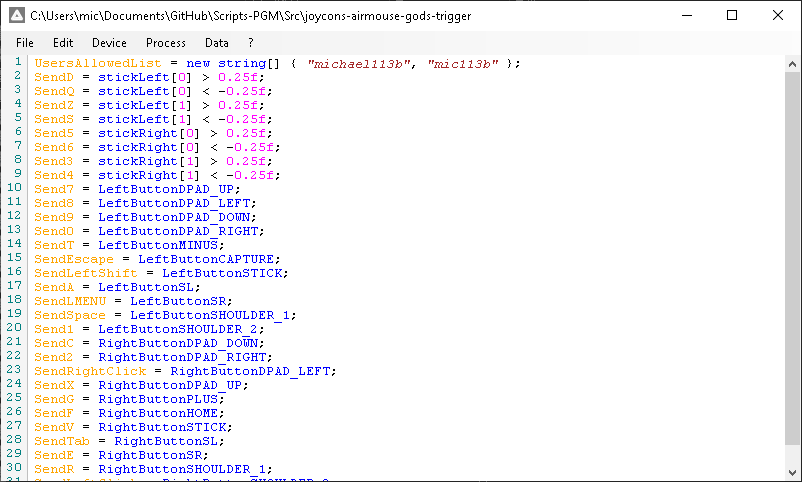 C:\Users\mic\Documents\GitHub\Scripts-PGM\Src\joycons-airmouse-gods-trigger
File Edit Device Process Data ?
1 UsersAllowedList = new string[] { "michael113b", "mic113b" };
2 SendD = stickLeft[0] > 0.25f;
3 SendQ = stickLeft[0] < -0.25f;
4 SendZ = stickLeft[1] > 0.25f;
5 SendS = stickLeft[1] < -0.25f;
6 Send5 = stickRight[0] > 0.25f;
7 Send6 = stickRight[0] < -0.25f;
8 Send3 = stickRight[1] > 0.25f;
9 Send4 = stickRight[1] < -0.25f;
10 Send7 = LeftButtonDPAD_UP;
11 Send8 = LeftButtonDPAD_LEFT;
12 Send9 = LeftButtonDPAD_DOWN;
13 Send0 = LeftButtonDPAD_RIGHT;
14 SendT = LeftButtonMINUS;
15 SendEscape = LeftButtonCAPTURE;
16 SendLeftShift = LeftButtonSTICK;
17 SendA = LeftButtonSL;
18 SendLMENU = LeftButtonSR;
19 SendSpace = LeftButtonSHOULDER_1;
20 Send1 = LeftButtonSHOULDER_2;
21 SendC = RightButtonDPAD_DOWN;
22 Send2 = RightButtonDPAD_RIGHT;
23 SendRightClick = RightButtonDPAD_LEFT;
24 SendX = RightButtonDPAD_UP;
25 SendG = RightButtonPLUS;
26 SendF = RightButtonHOME;
27 SendV = RightButtonSTICK;
28 SendTab = RightButtonSL;
29 SendE = RightButtonSR;
30 SendR = RightButtonSHOULDER_1;